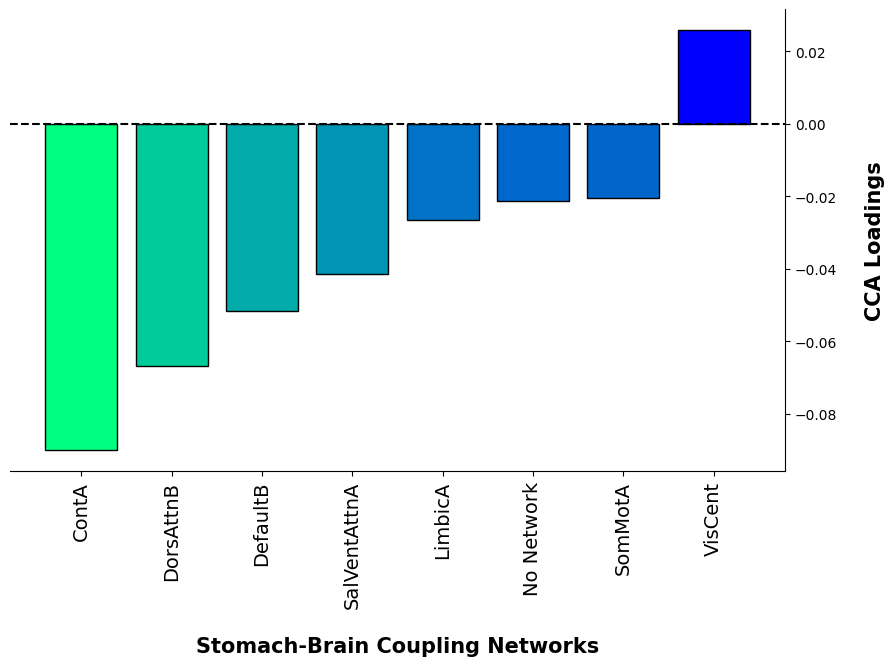 0.02
0.00
−0.02
−0.04
−0.06
−0.08
CCA Loadings
ContA
DorsAttnB
DefaultB
SalVentAttnA
LimbicA
No Network
SomMotA
VisCent
Stomach-Brain Coupling Networks